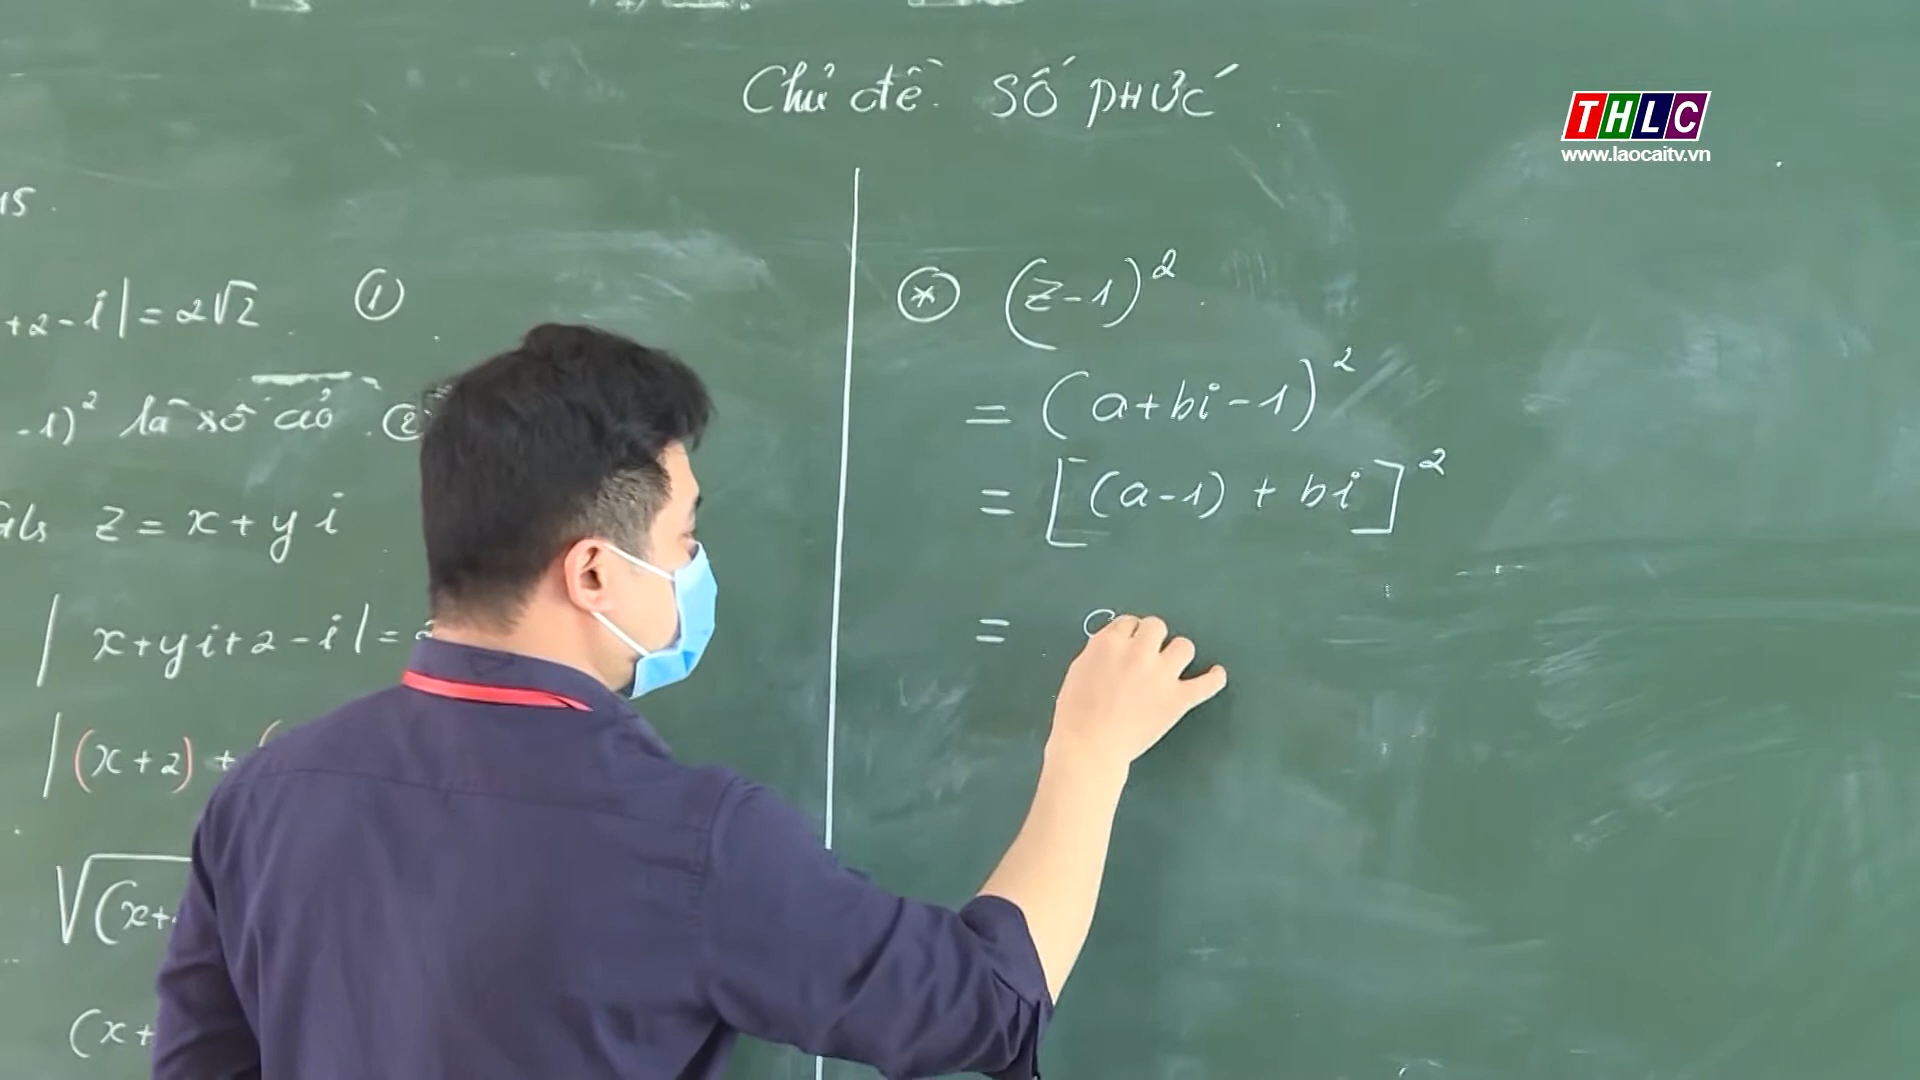 Chủ đề. SỐ PHỨC
THLC
www.laocaitv.vn
15.
+2-i|=2√2. ①
-1)² là số ảo. ②
z = x + yi
|x+yi+2-i|=
|(x+2) + (
√(x+
(x+
⊛ (z-1)².
= (a+bi-1)²
= [(a-1) + bi]²
=